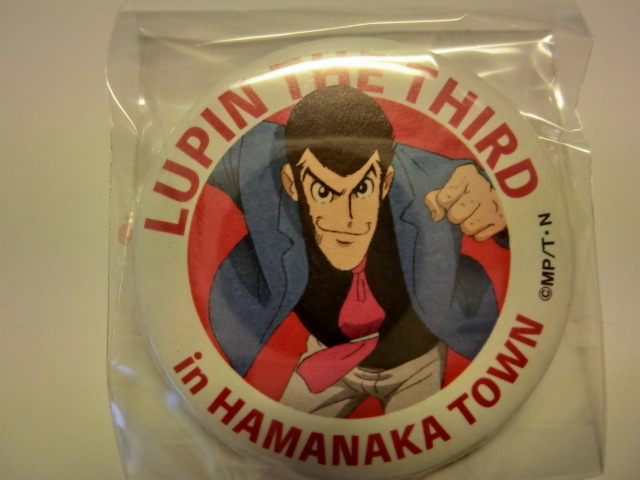 LUPIN THE THIRD
in HAMANAKA TOWN
©MP/T・N